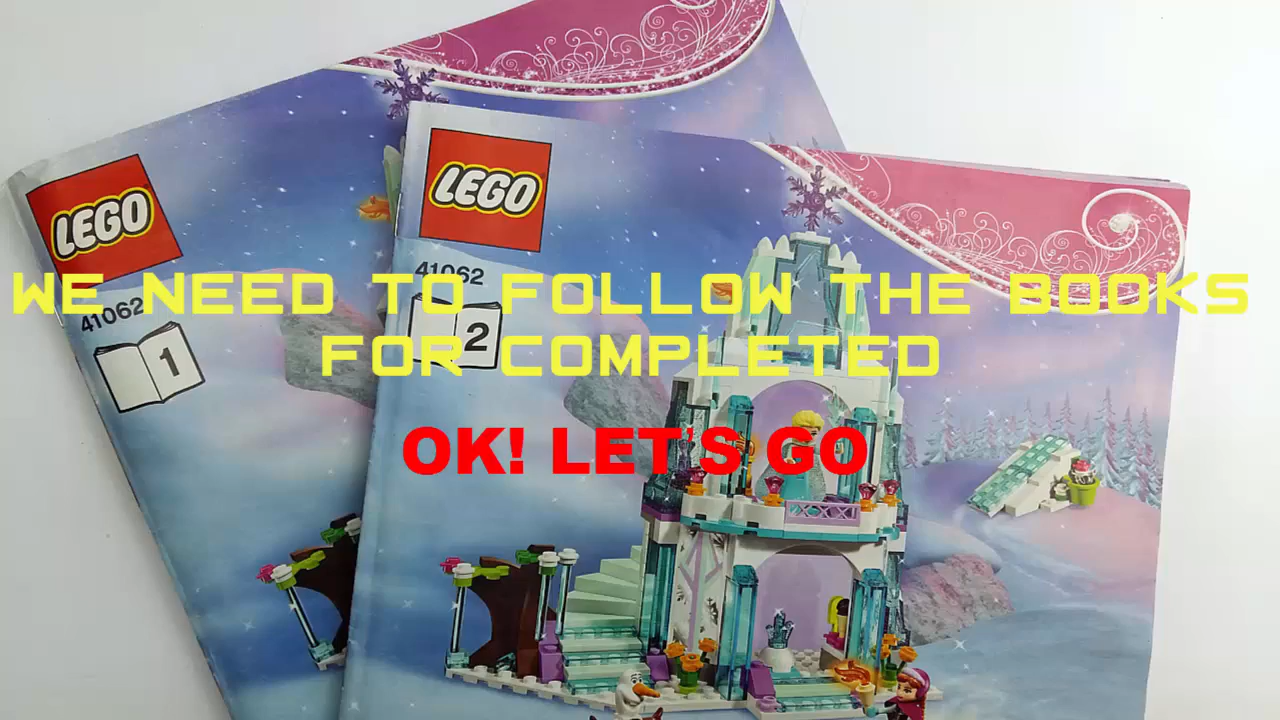 LEGO
41062
1
LEGO
41062
2
WE NEED TO FOLLOW THE BOOKS
FOR COMPLETED
OK! LET'S GO